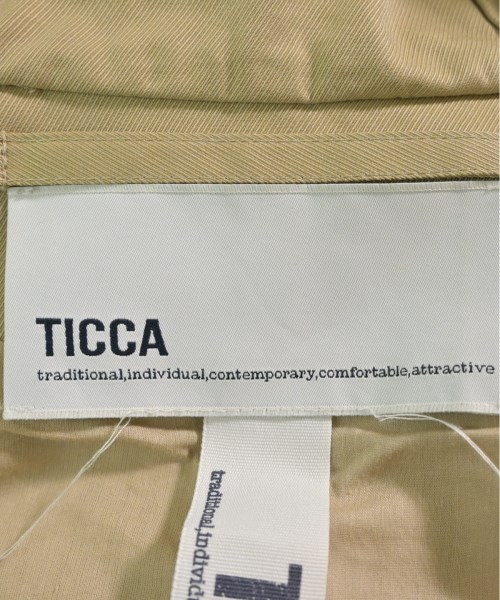 TICCA
traditional,individual,contemporary,comfortable,attractive
traditional,individ
T